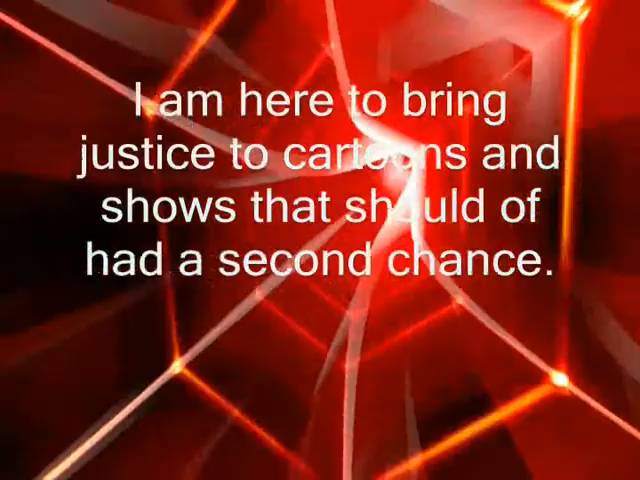 I am here to bring
justice to cartoons and
shows that should of
had a second chance.